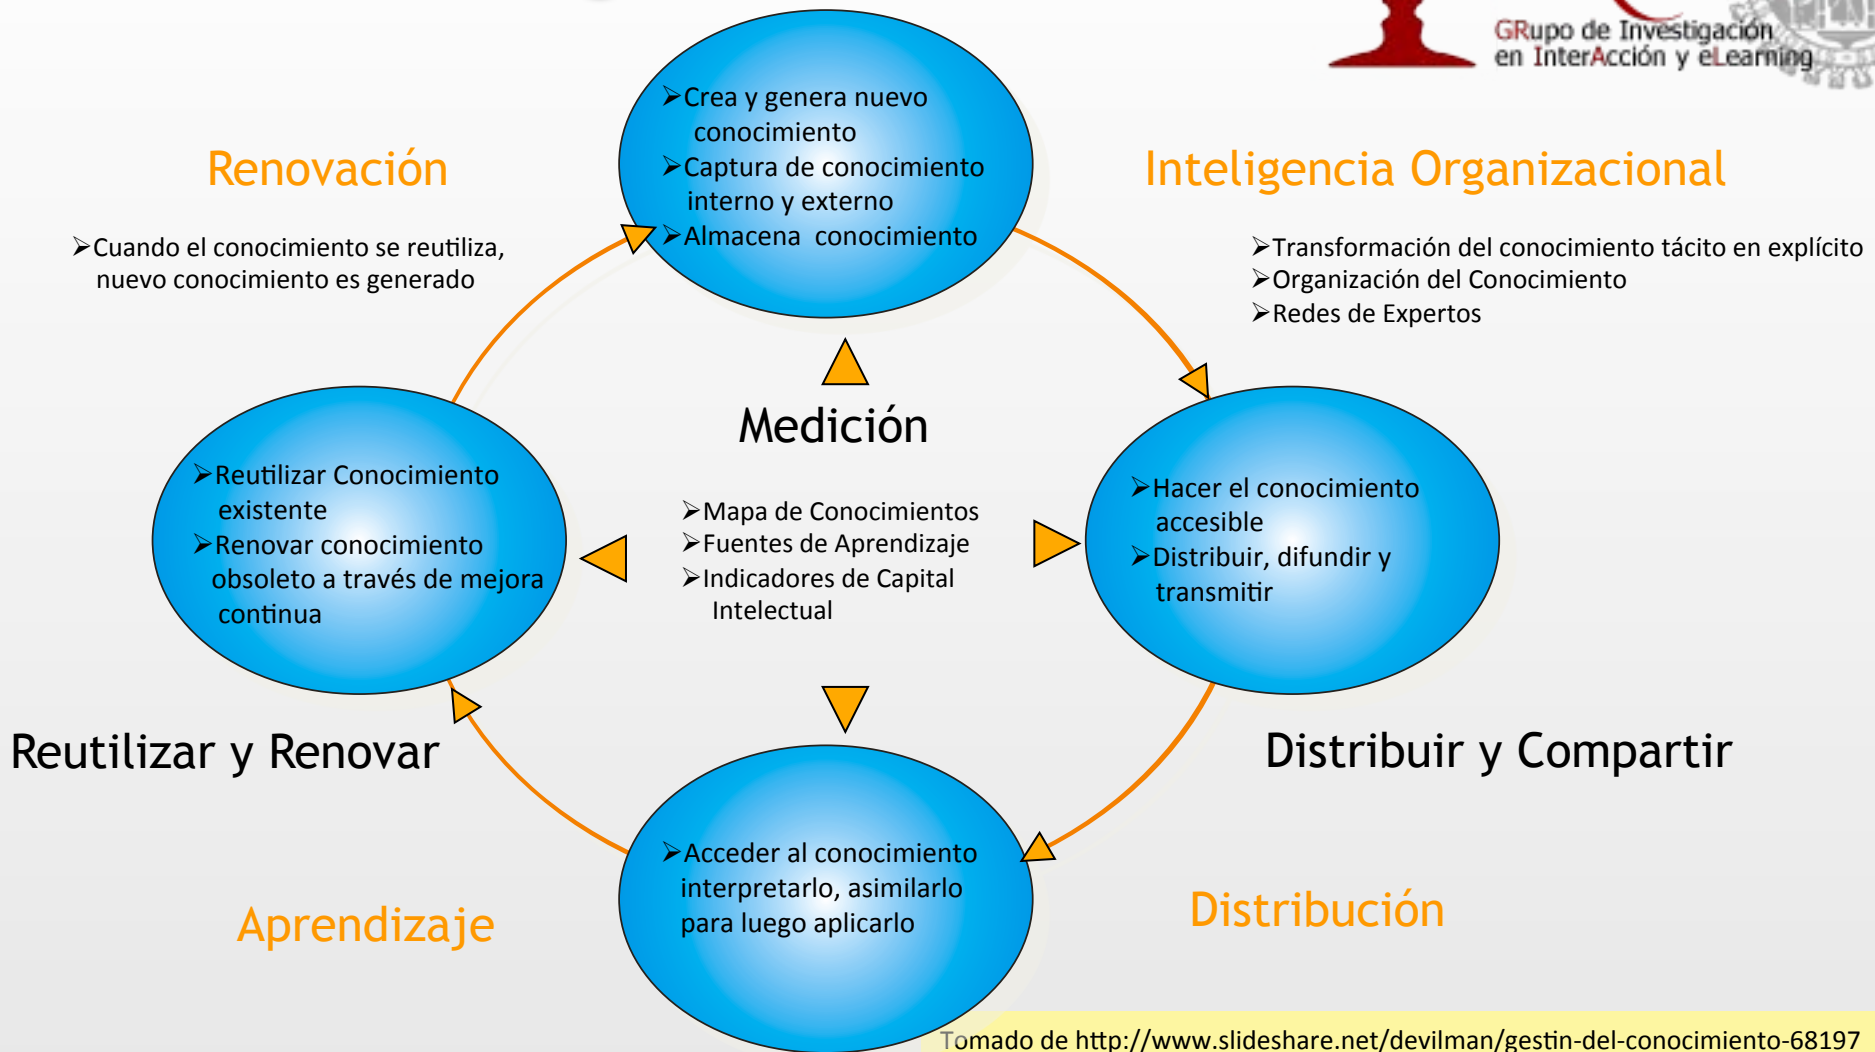 GRupo de Investigación
en InterAcción y eLearning
➢Crea y genera nuevo
conocimiento
➢Captura de conocimiento
interno y externo
➢Almacena conocimiento
Renovación
➢Cuando el conocimiento se reutiliza,
nuevo conocimiento es generado
Inteligencia Organizacional
➢Transformación del conocimiento tácito en explícito
➢Organización del Conocimiento
➢Redes de Expertos
Medición
➢Mapa de Conocimientos
➢Fuentes de Aprendizaje
➢Indicadores de Capital
Intelectual
➢Reutilizar Conocimiento
existente
➢Renovar conocimiento
obsoleto a través de mejora
continua
➢Hacer el conocimiento
accesible
➢Distribuir, difundir y
transmitir
Reutilizar y Renovar
Distribuir y Compartir
➢Acceder al conocimiento
interpretarlo, asimilarlo
para luego aplicarlo
Aprendizaje
Distribución
Tomado de http://www.slideshare.net/devilman/gestin-del-conocimiento-68197